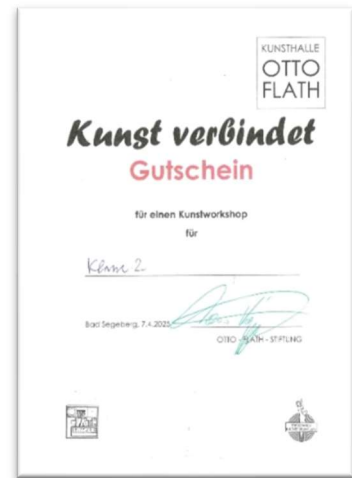 KUNSTHALLE
OTTO
FLATH
Kunst verbindet
Gutschein
für einen Kunstworkshop
für
Klasse 2
Bad Segeberg, 7.4.2025
OTTO - FLATH - STIFTUNG